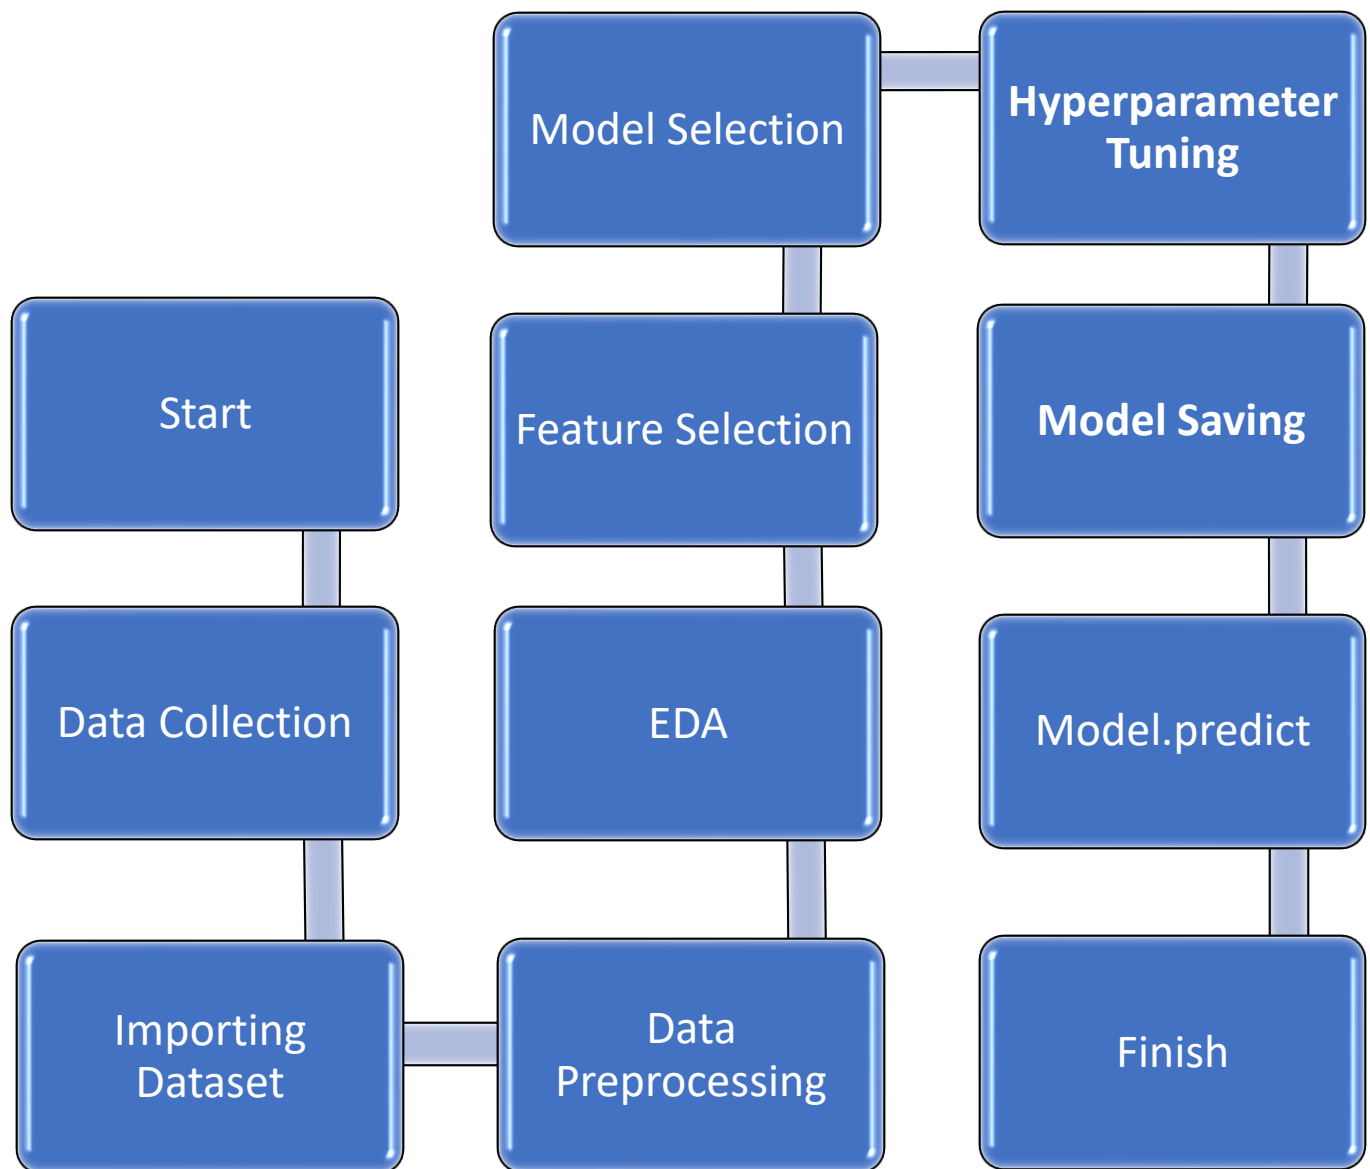 Start
Data Collection
Importing
Dataset
Data
Preprocessing
EDA
Feature Selection
Model Selection
Hyperparameter
Tuning
Model Saving
Model.predict
Finish